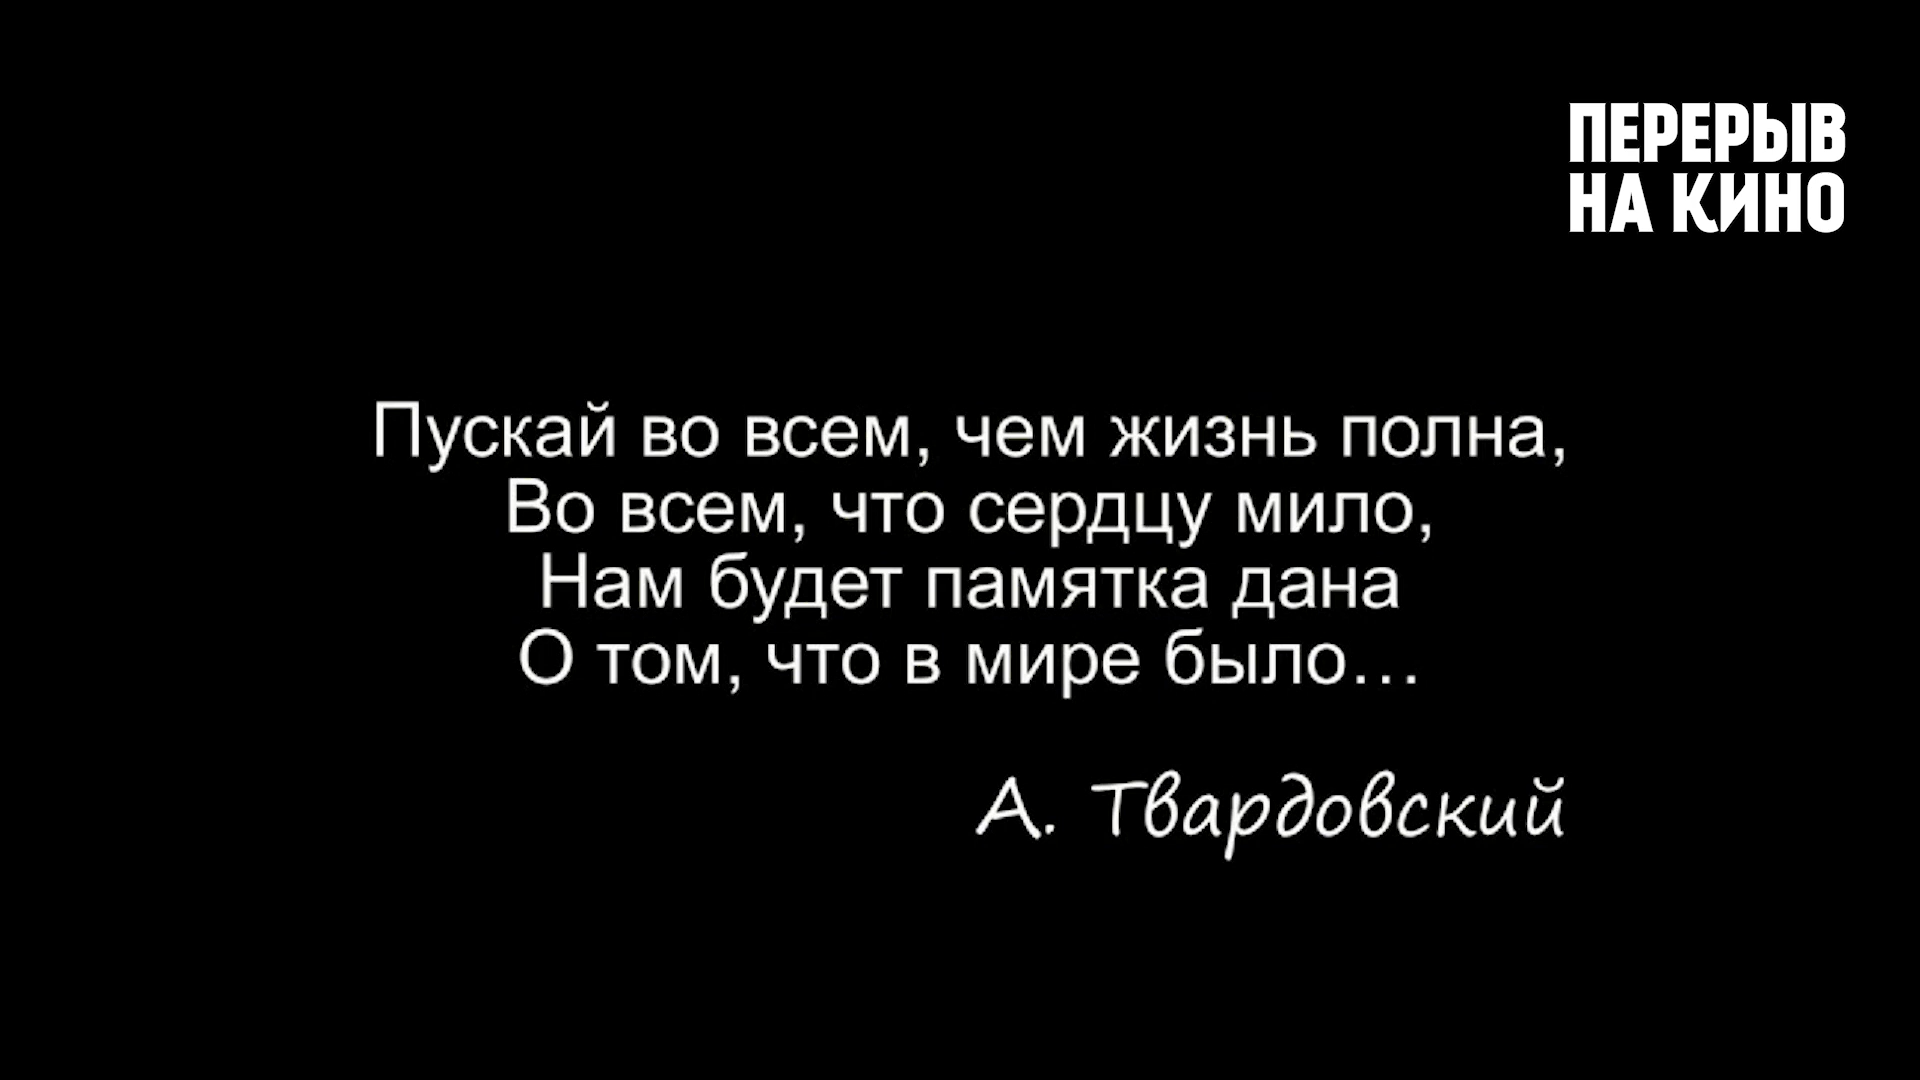 ПЕРЕРЫВ
НА КИНО
Пускай во всем, чем жизнь полна,
Во всем, что сердцу мило,
Нам будет памятка дана
О том, что в мире было…
А. Твардовский